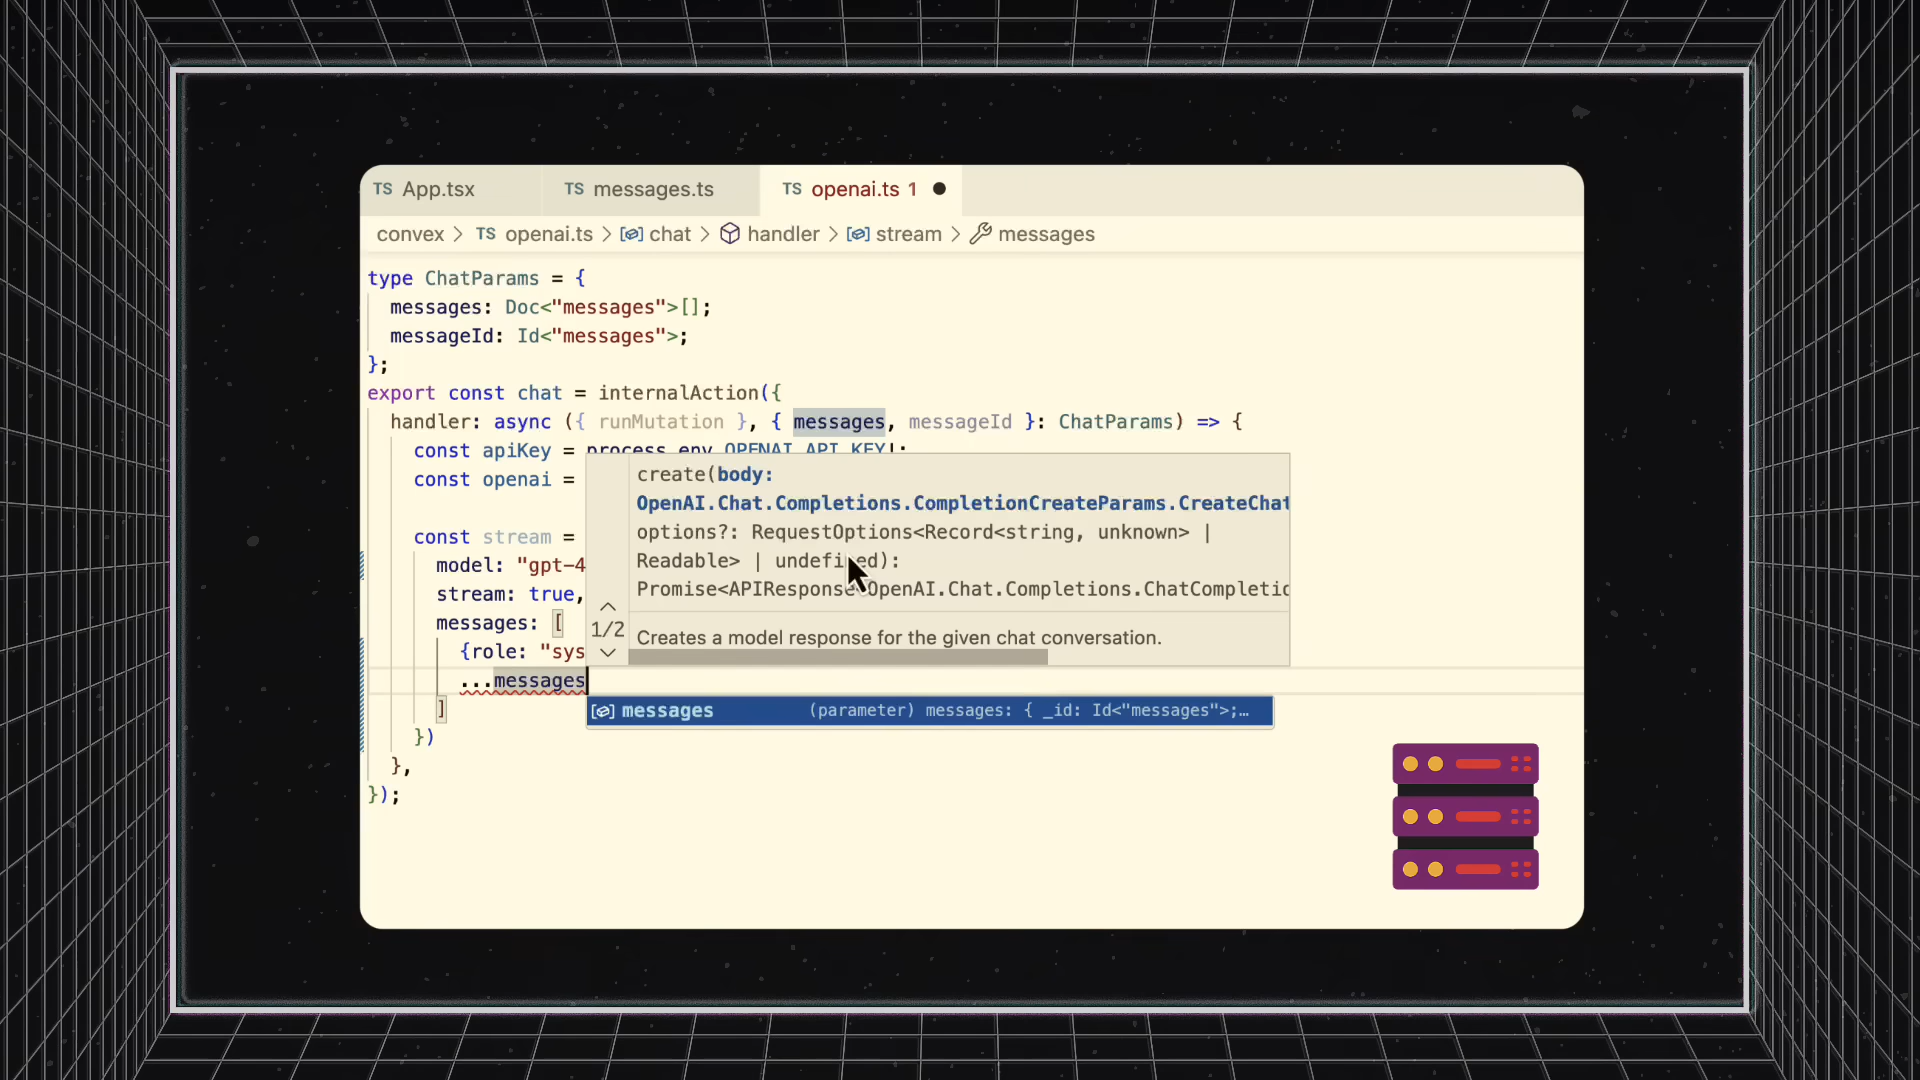 TS App.tsx
TS messages.ts
TS openai.ts 1 ●
convex > TS openai.ts > chat > handler > stream > messages
type ChatParams = {
messages: Doc<"messages">[];
messageId: Id<"messages">;
};
export const chat = internalAction({
handler: async ({ runMutation }, { messages, messageId }: ChatParams) => {
const apiKey = process.env.OPENAI_API_KEY!;
const openai =
const stream =
model: "gpt-4
stream: true,
messages: [
{role: "sys
...messages
]
})
},
});
create(body:
OpenAI.Chat.Completions.CompletionCreateParams.CreateChat
options?: RequestOptions<Record<string, unknown> |
Readable> | undefined):
Promise<APIResponse<OpenAI.Chat.Completions.ChatCompletio
1/2
Creates a model response for the given chat conversation.
messages (parameter) messages: { _id: Id<"messages">;…